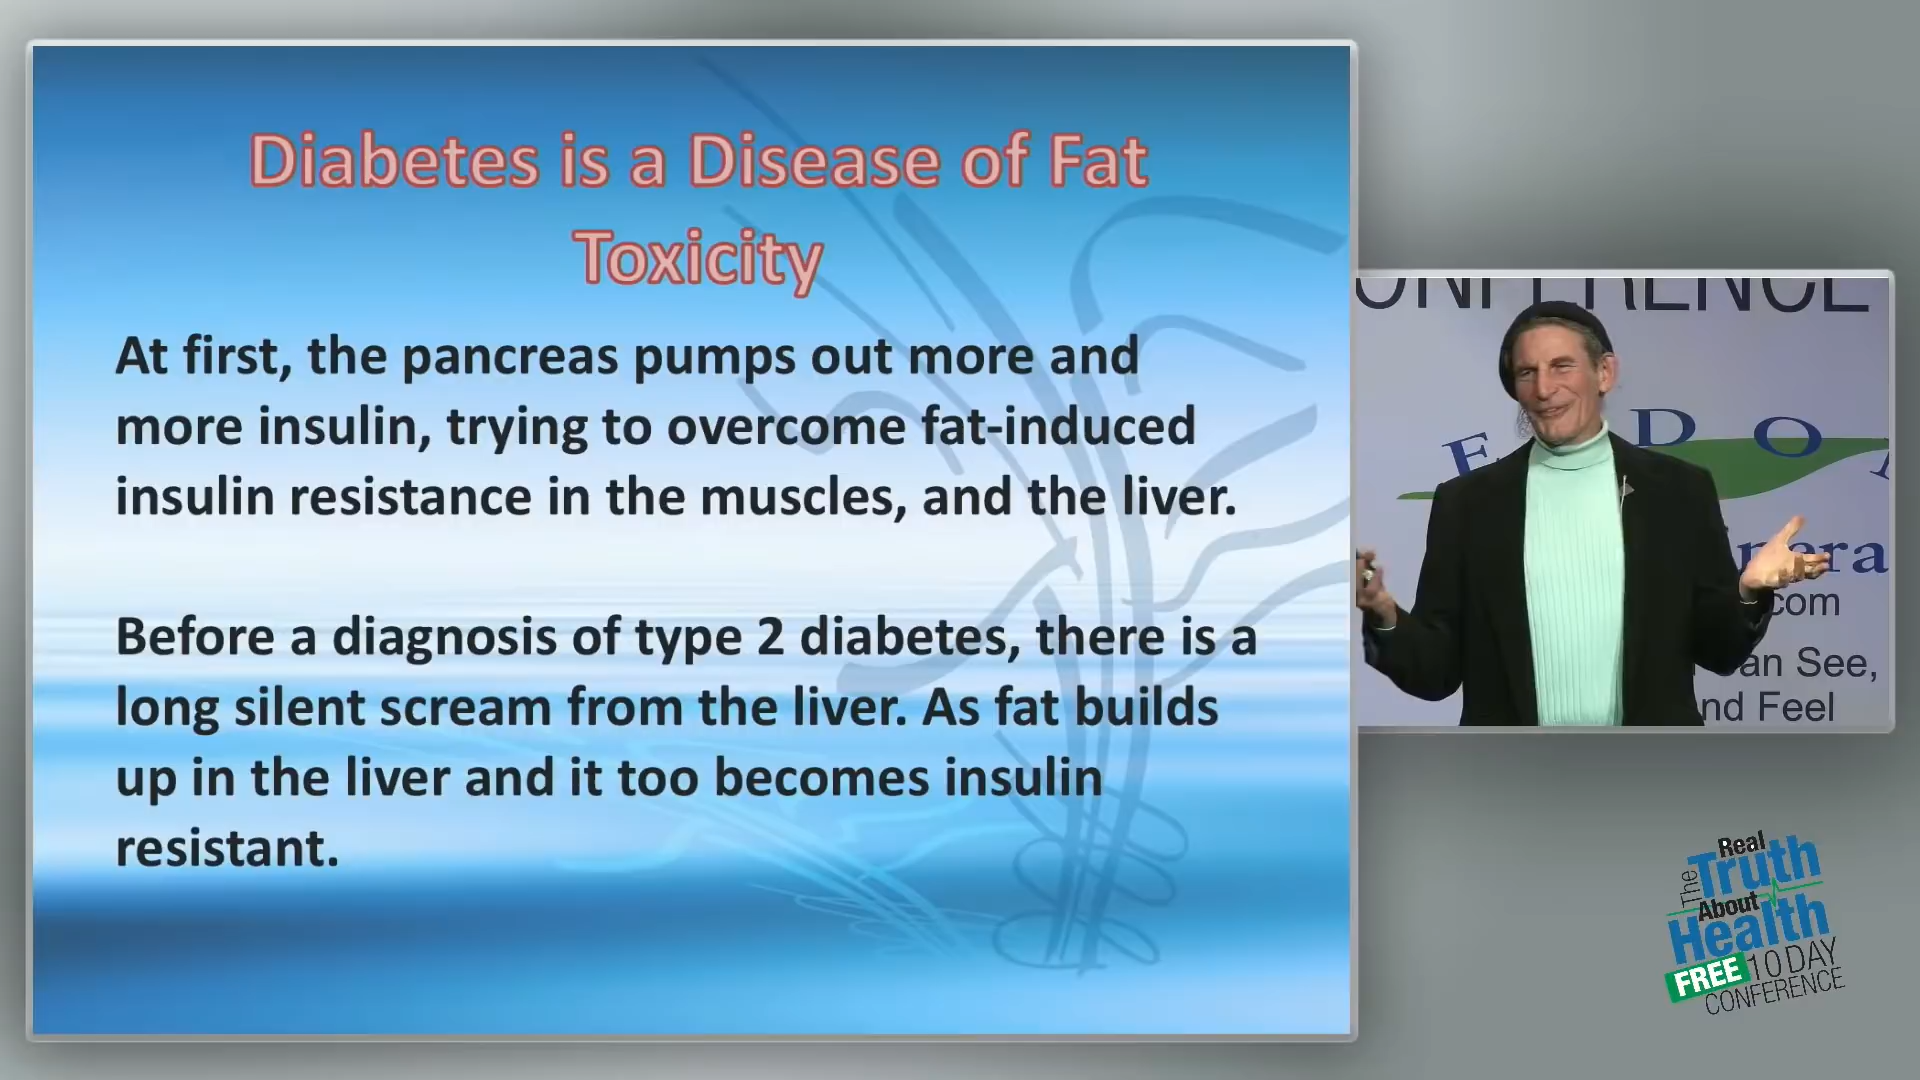 Diabetes is a Disease of Fat
Toxicity
At first, the pancreas pumps out more and
more insulin, trying to overcome fat-induced
insulin resistance in the muscles, and the liver.
Before a diagnosis of type 2 diabetes, there is a
long silent scream from the liver. As fat builds
up in the liver and it too becomes insulin
resistant.
ONFERENCE
E D O
nera
com
an See,
nd Feel
The Real
Truth
About
Health
FREE 10 DAY
CONFERENCE